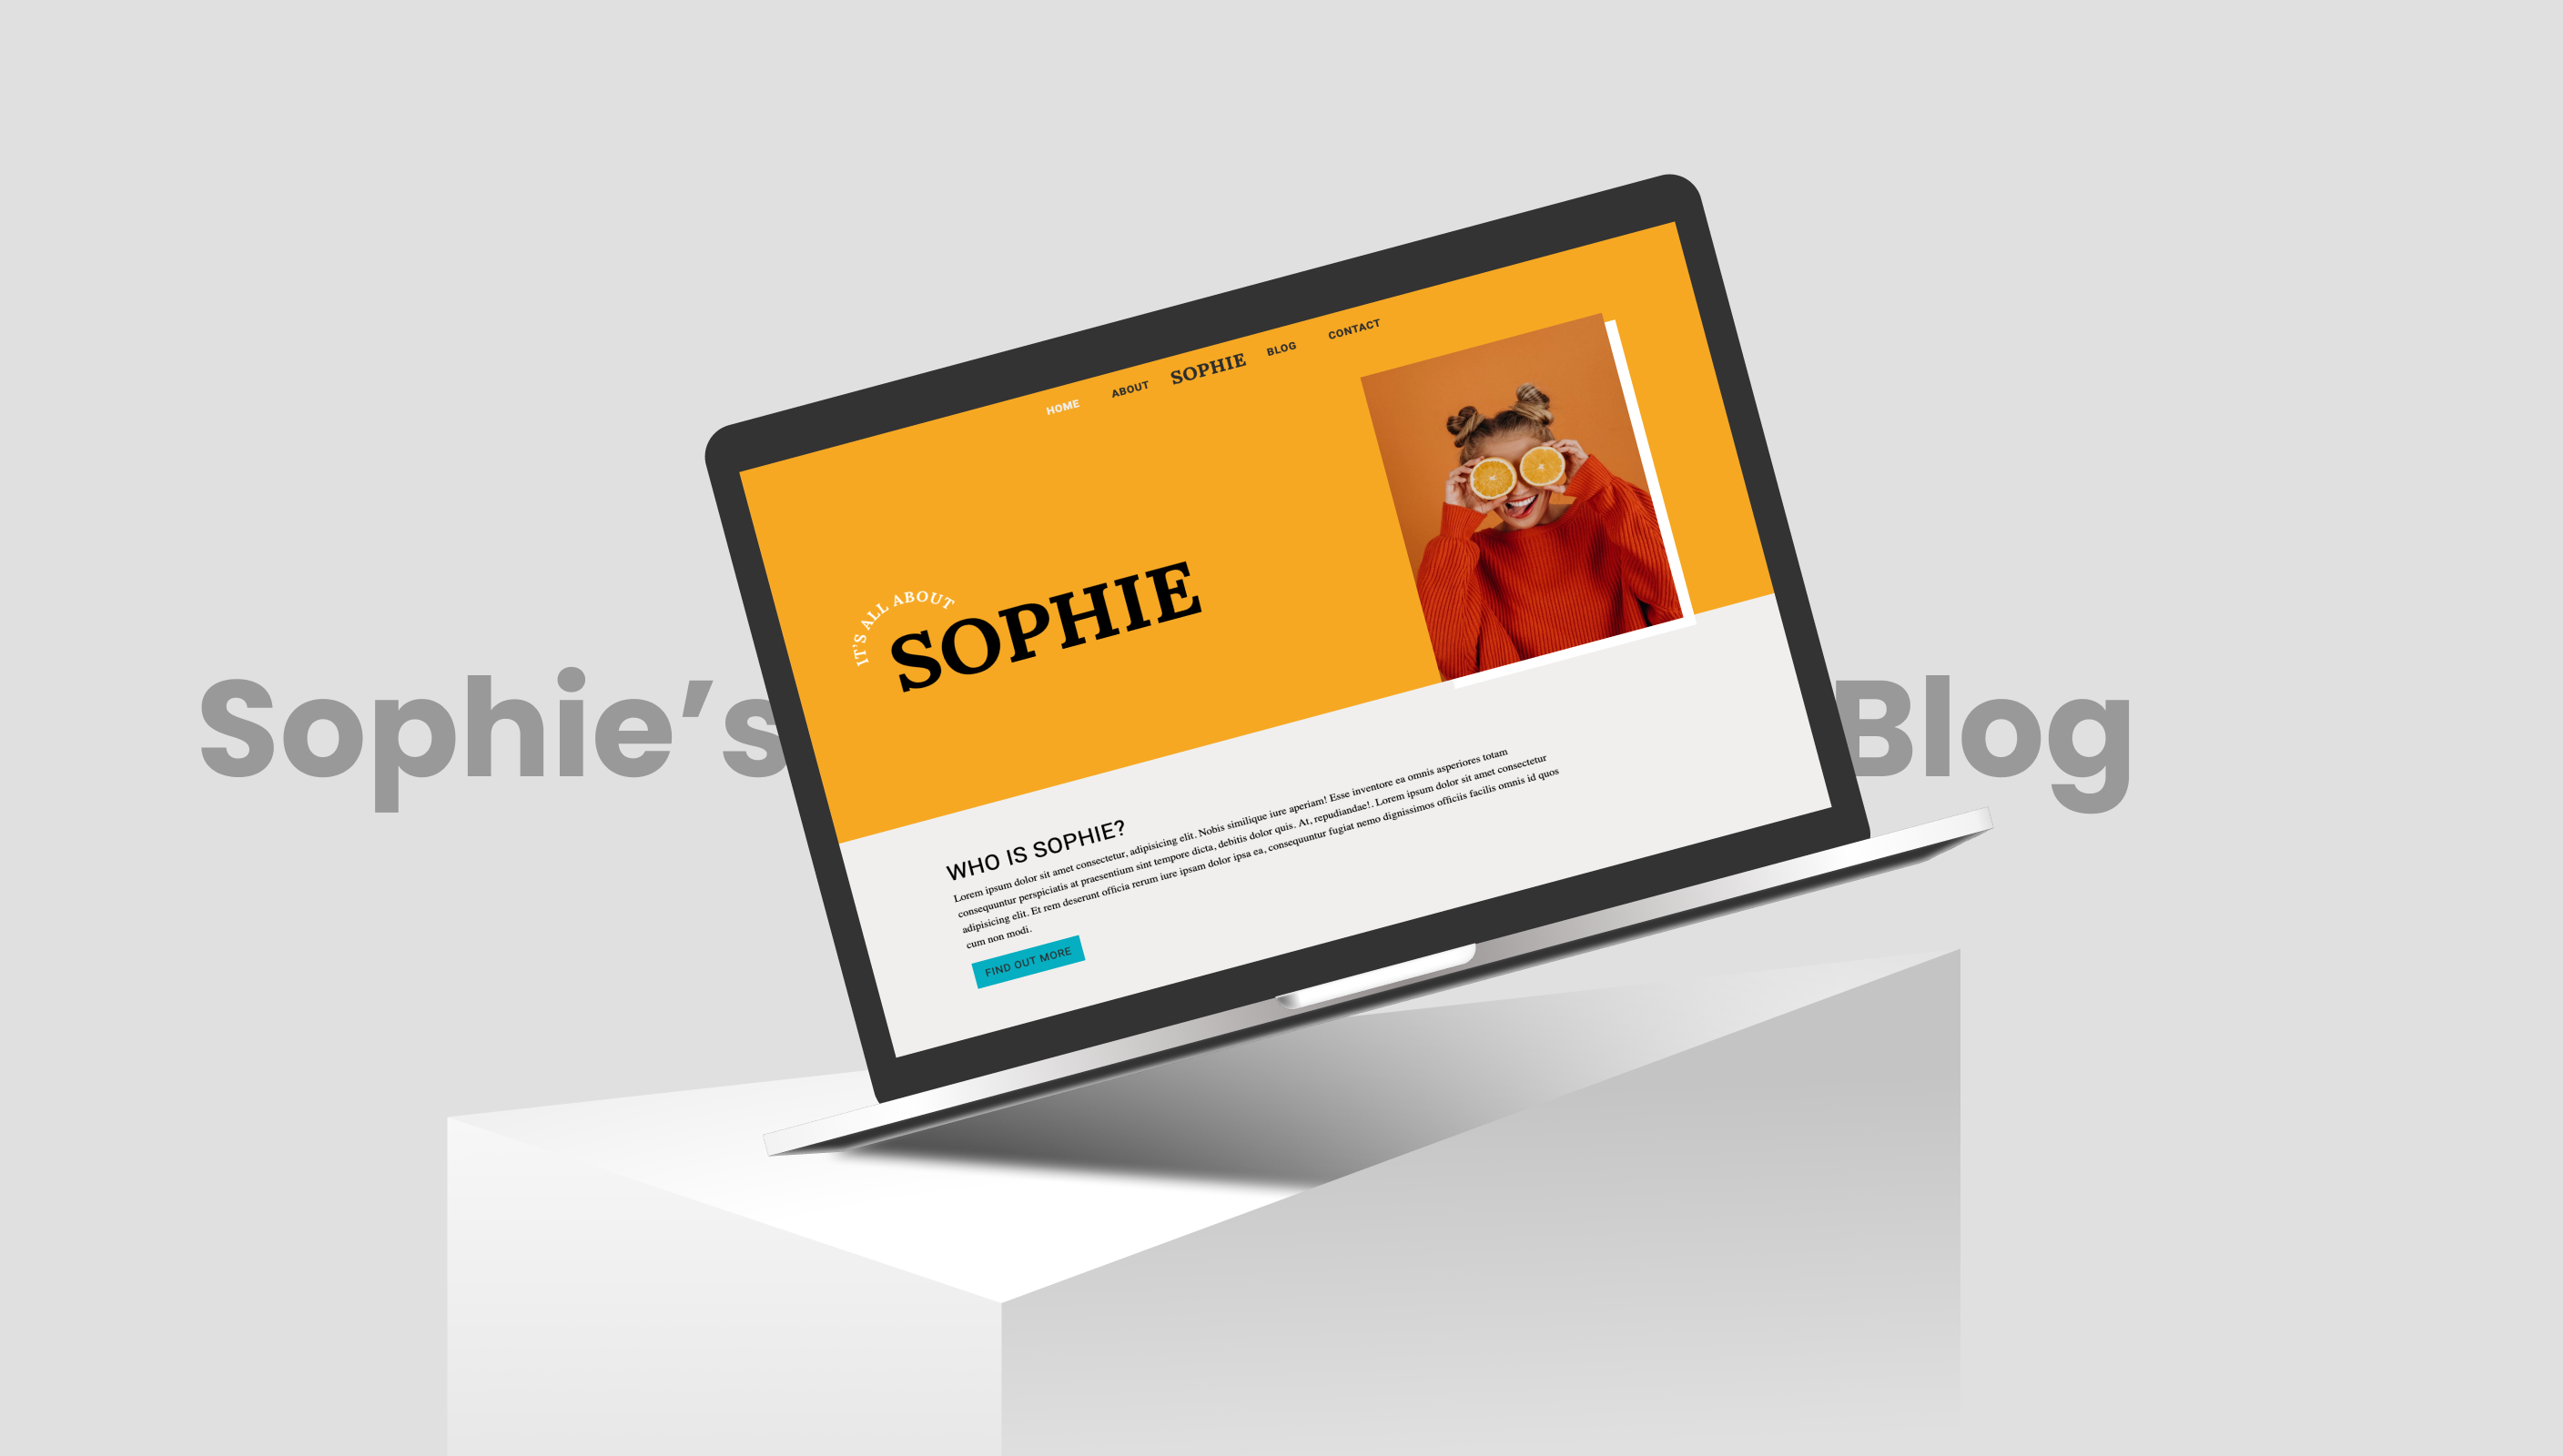 Sophie’s Blog
HOME ABOUT SOPHIE BLOG CONTACT
IT'S ALL ABOUT
SOPHIE
WHO IS SOPHIE?
Lorem ipsum dolor sit amet consectetur, adipisicing elit. Nobis similique iure aperiam! Esse inventore ea omnis asperiores totam
consequuntur perspiciatis at praesentium sint tempore dicta, debitis dolor quis. At, repudiandae!. Lorem ipsum dolor sit amet consectetur
adipisicing elit. Et rem deserunt officia rerum iure ipsam dolor ipsa ea, consequuntur fugiat nemo dignissimos officiis facilis omnis id quos
cum non modi.
FIND OUT MORE